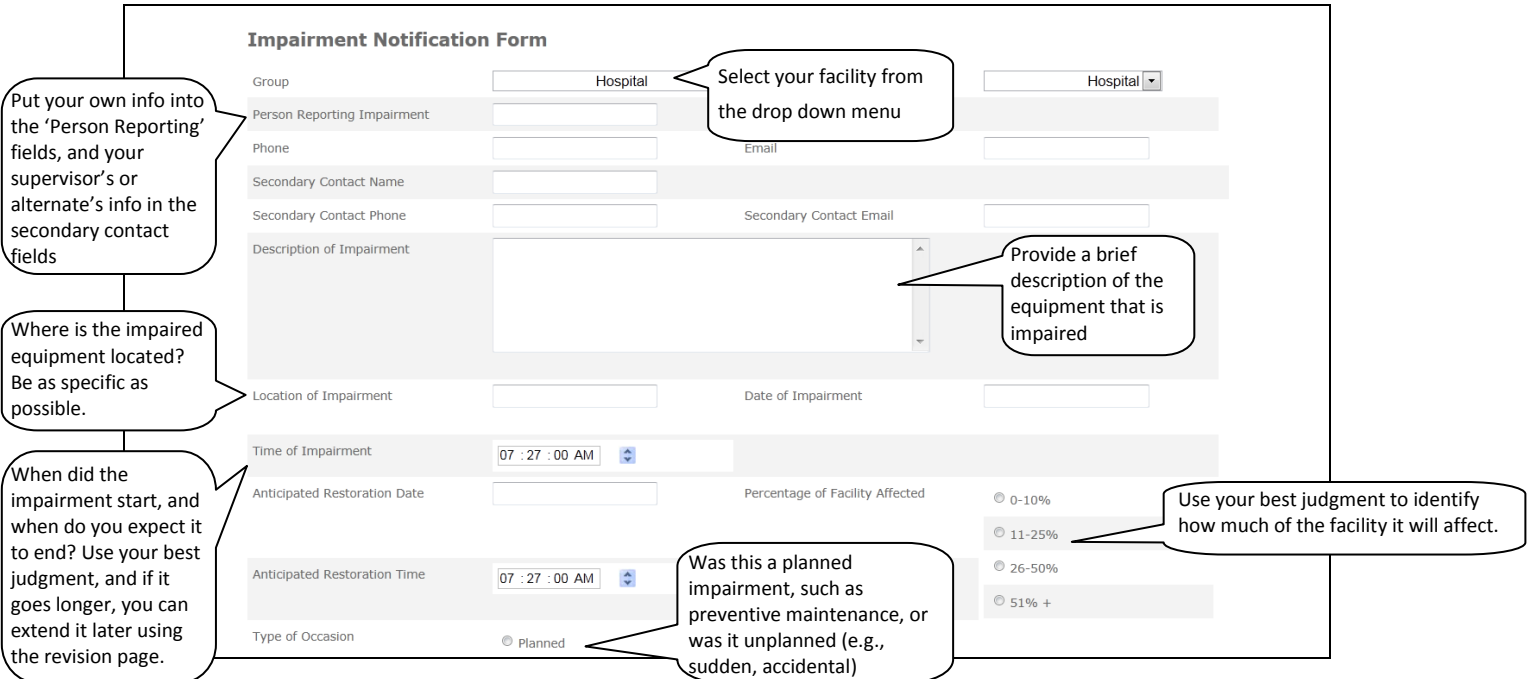 Impairment Notification Form
Group
Hospital
Select your facility from
the drop down menu
Hospital
Put your own info into
the ‘Person Reporting’
fields, and your
supervisor’s or
alternate’s info in the
secondary contact
fields
Person Reporting Impairment
Phone
Email
Secondary Contact Name
Secondary Contact Phone
Secondary Contact Email
Description of Impairment
Provide a brief
description of the
equipment that is
impaired
Where is the impaired
equipment located?
Be as specific as
possible.
Location of Impairment
Date of Impairment
Time of Impairment
07 : 27 : 00 AM
When did the
impairment start, and
when do you expect it
to end? Use your best
judgment, and if it
goes longer, you can
extend it later using
the revision page.
Anticipated Restoration Date
Percentage of Facility Affected
0-10%
11-25%
26-50%
51% +
Use your best judgment to identify
how much of the facility it will affect.
Anticipated Restoration Time
07 : 27 : 00 AM
Was this a planned
impairment, such as
preventive maintenance, or
was it unplanned (e.g.,
sudden, accidental)
Type of Occasion
Planned